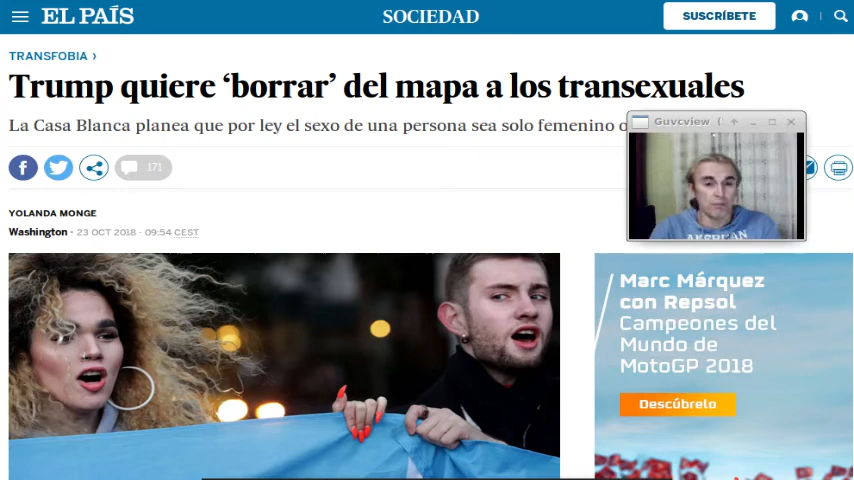 EL PAÍS
SOCIEDAD
SUSCRÍBETE
TRANSFOBIA ›
Trump quiere ‘borrar’ del mapa a los transexuales
La Casa Blanca planea que por ley el sexo de una persona sea solo femenino
Guvcview (
171
YOLANDA MONGE
Washington - 23 OCT 2018 - 09:54 CEST
Marc Márquez
con Repsol
Campeones del
Mundo de
MotoGP 2018
Descúbrelo